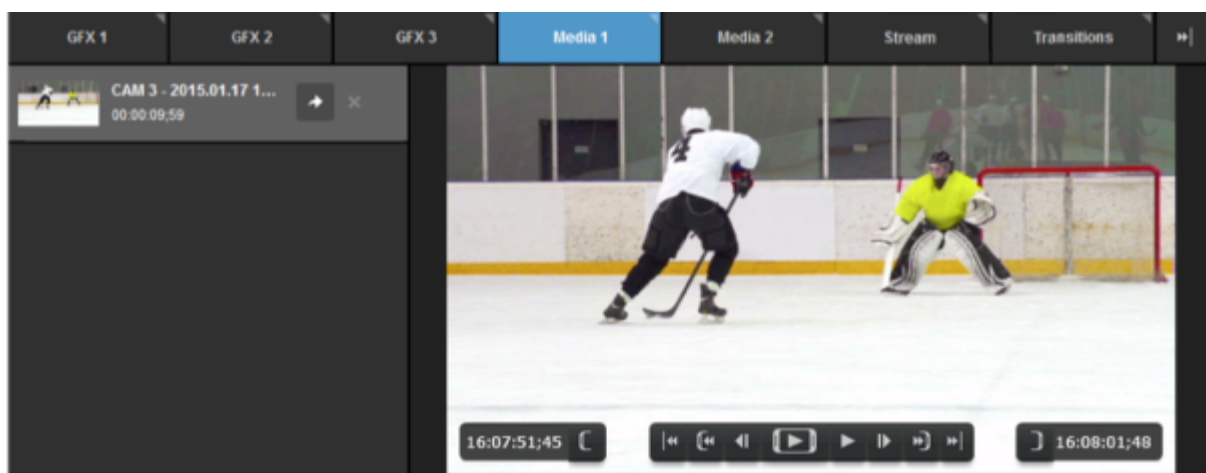 GFX 1
GFX 2
GFX 3
Media 1
Media 2
Stream
Transitions
CAM 3 - 2015.01.17 1...
00:00:09;59
4
16:07:51;45
16:08:01;48